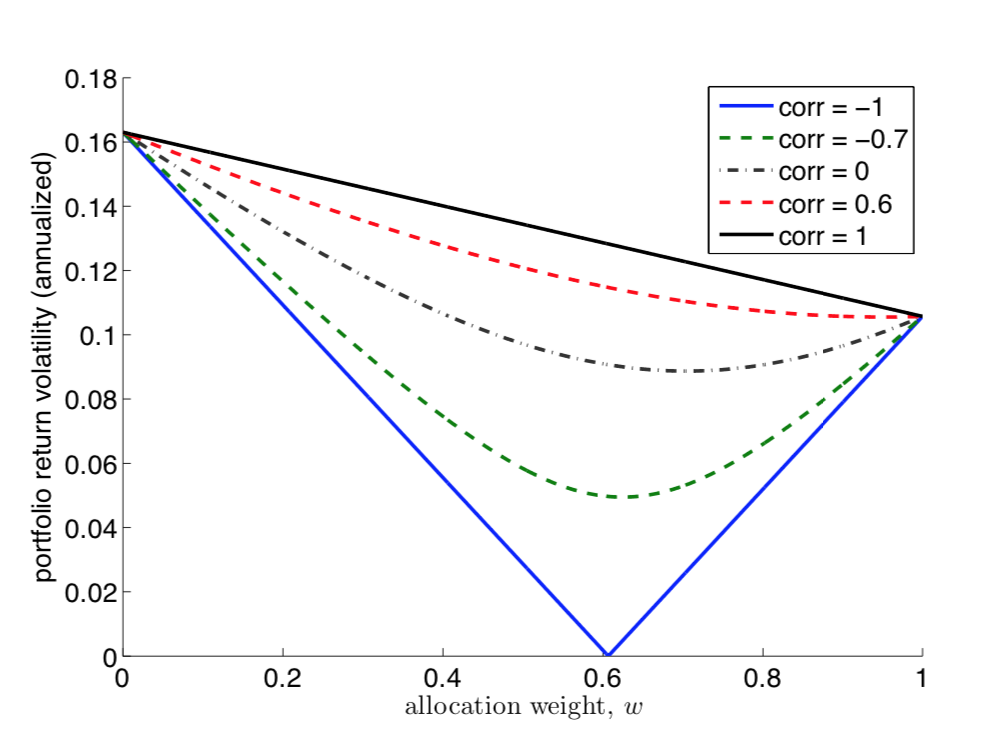 0.18
0.16
0.14
0.12
0.1
0.08
0.06
0.04
0.02
0
portfolio return volatility (annualized)
corr = −1
corr = −0.7
corr = 0
corr = 0.6
corr = 1
0 0.2 0.4 0.6 0.8 1
allocation weight, w